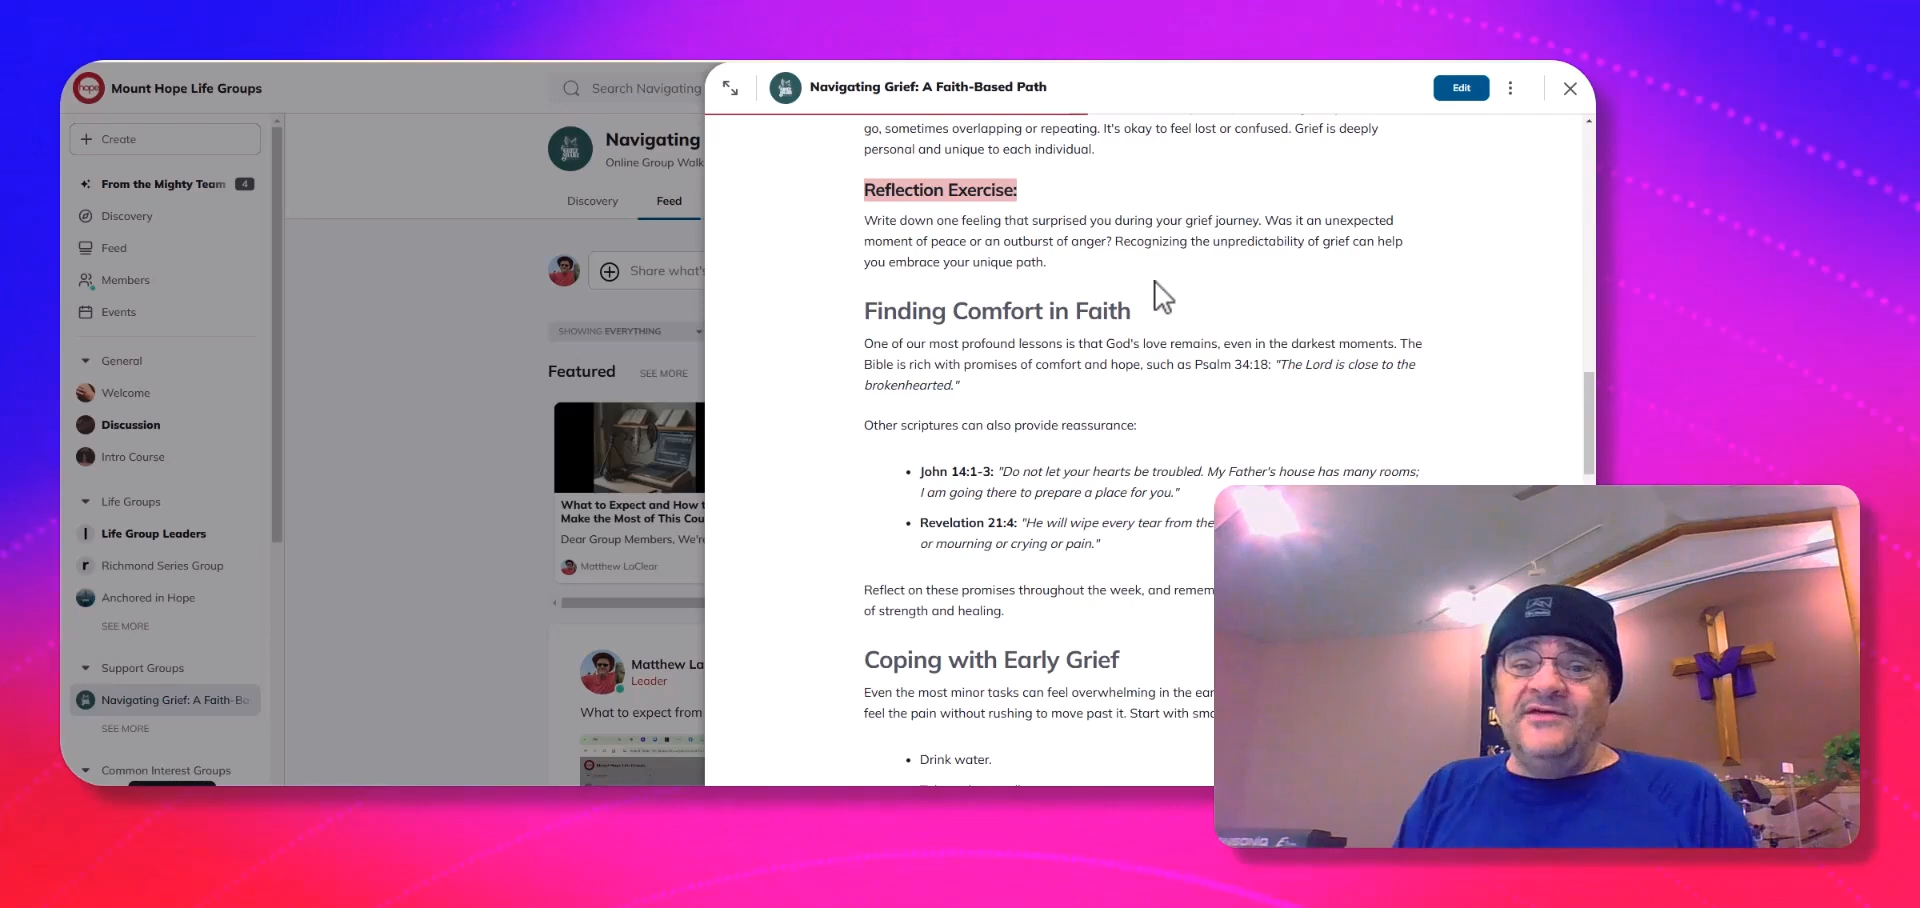 hope
Mount Hope Life Groups
Search Navigating
Create
From the Mighty Team 4
Discovery
Feed
Members
Events
General
Welcome
Discussion
Intro Course
Life Groups
Life Group Leaders
r Richmond Series Group
Anchored in Hope
SEE MORE
Support Groups
Navigating Grief: A Faith-Ba
SEE MORE
Common Interest Groups
Navigating
Online Group Walk
Discovery Feed
Share what's
SHOWING EVERYTHING
Featured SEE MORE
What to Expect and How t
Make the Most of This Cou
Dear Group Members, We're
Matthew LaClear
Matthew La
Leader
What to expect from
Mount Hope Life Groups
Navigating Grief: A Faith-Based Path
Edit
go, sometimes overlapping or repeating. It's okay to feel lost or confused. Grief is deeply
personal and unique to each individual.
Reflection Exercise:
Write down one feeling that surprised you during your grief journey. Was it an unexpected
moment of peace or an outburst of anger? Recognizing the unpredictability of grief can help
you embrace your unique path.
Finding Comfort in Faith
One of our most profound lessons is that God's love remains, even in the darkest moments. The
Bible is rich with promises of comfort and hope, such as Psalm 34:18: "The Lord is close to the
brokenhearted."
Other scriptures can also provide reassurance:
• John 14:1-3: "Do not let your hearts be troubled. My Father's house has many rooms;
I am going there to prepare a place for you."
• Revelation 21:4: "He will wipe every tear from the
or mourning or crying or pain."
Reflect on these promises throughout the week, and remem
of strength and healing.
Coping with Early Grief
Even the most minor tasks can feel overwhelming in the ear
feel the pain without rushing to move past it. Start with smo
• Drink water.